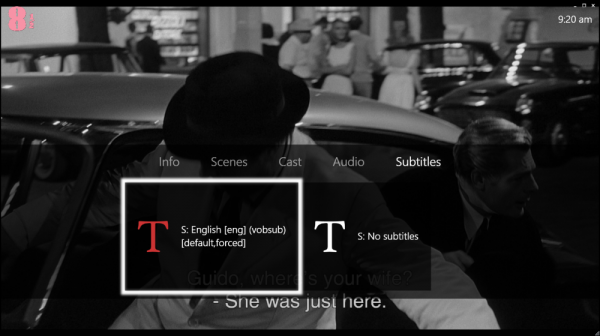 8
9:20 am
Info Scenes Cast Audio Subtitles
S: English [eng] (vobsub)
[default,forced]
S: No subtitles
Guido, where's your wife?
- She was just here.